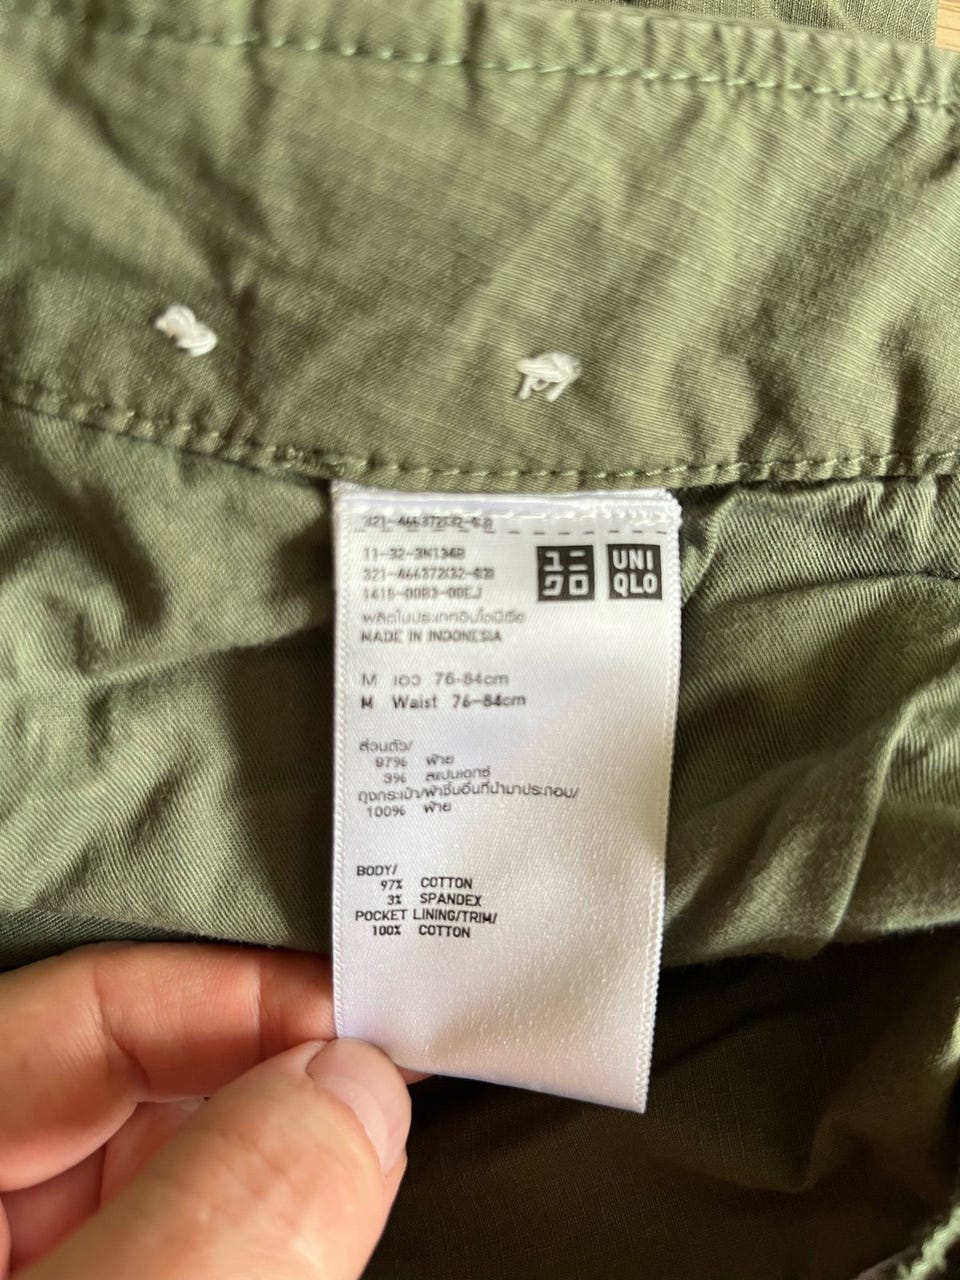 11-32-3N134B
321-466372(32-63)
ユニ
クロ
UNI
QLO
ผลิตในประเทศอินโดนีเซีย
MADE IN INDONESIA
M เอว 76-84cm
M Waist 76-84cm
ส่วนตัว/
97% ฝ้าย
3% สแปนเดกซ์
ถุงกระเป๋า/ผ้าชิ้นอื่นที่นำมาประกอบ/
100% ฝ้าย
BODY/
97% COTTON
3% SPANDEX
POCKET LINING/TRIM/
100% COTTON